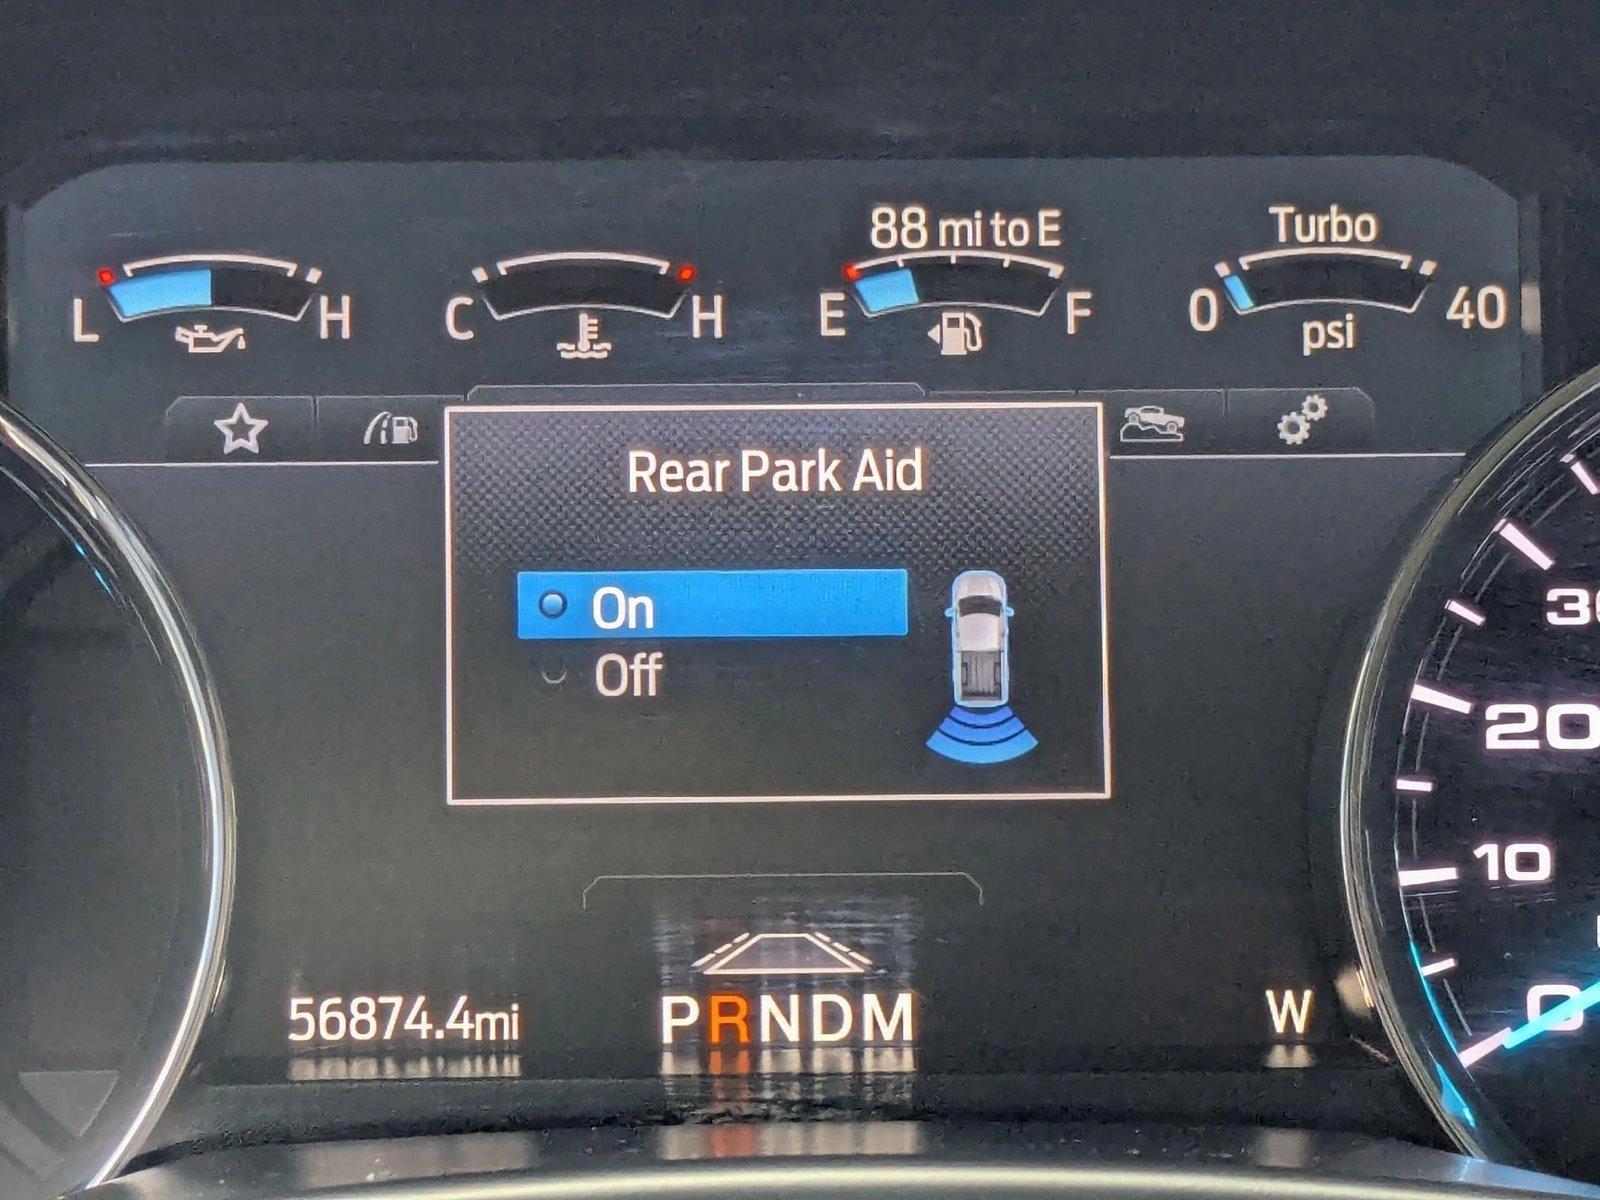 88 mi to E
Turbo
L H
C H
E F
0 40
psi
Rear Park Aid
On
Off
20
10
0
56874.4mi
PRNDM
W